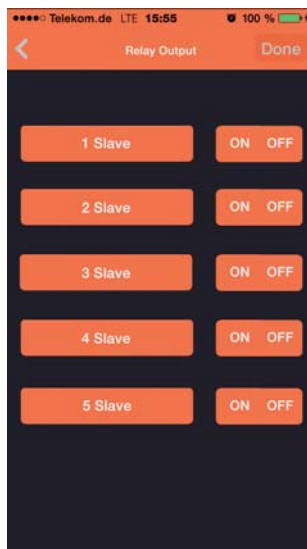 Telekom.de LTE 15:55 100 %
Relay Output Done
1 Slave ON OFF
2 Slave ON OFF
3 Slave ON OFF
4 Slave ON OFF
5 Slave ON OFF